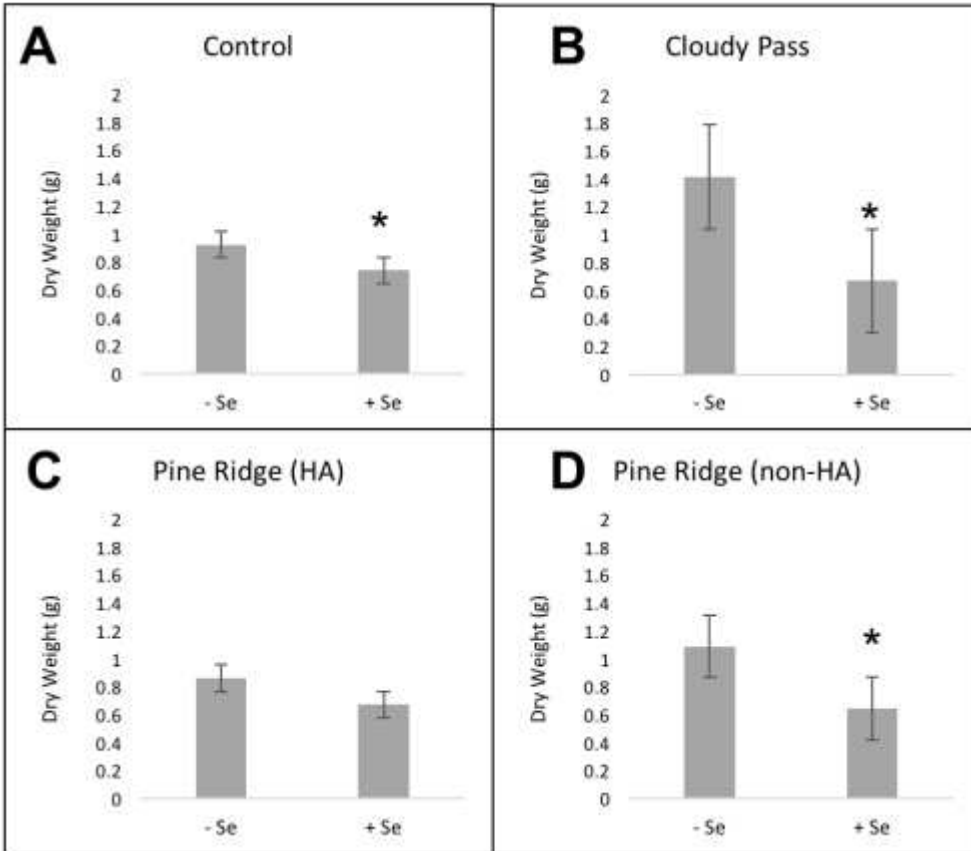 A
Control
Dry Weight (g)
2
1.8
1.6
1.4
1.2
1
0.8
0.6
0.4
0.2
0
*
- Se
+ Se
B
Cloudy Pass
Dry Weight (g)
2
1.8
1.6
1.4
1.2
1
0.8
0.6
0.4
0.2
0
*
- Se
+ Se
C
Pine Ridge (HA)
Dry Weight (g)
2
1.8
1.6
1.4
1.2
1
0.8
0.6
0.4
0.2
0
- Se
+ Se
D
Pine Ridge (non-HA)
Dry Weight (g)
2
1.8
1.6
1.4
1.2
1
0.8
0.6
0.4
0.2
0
*
- Se
+ Se